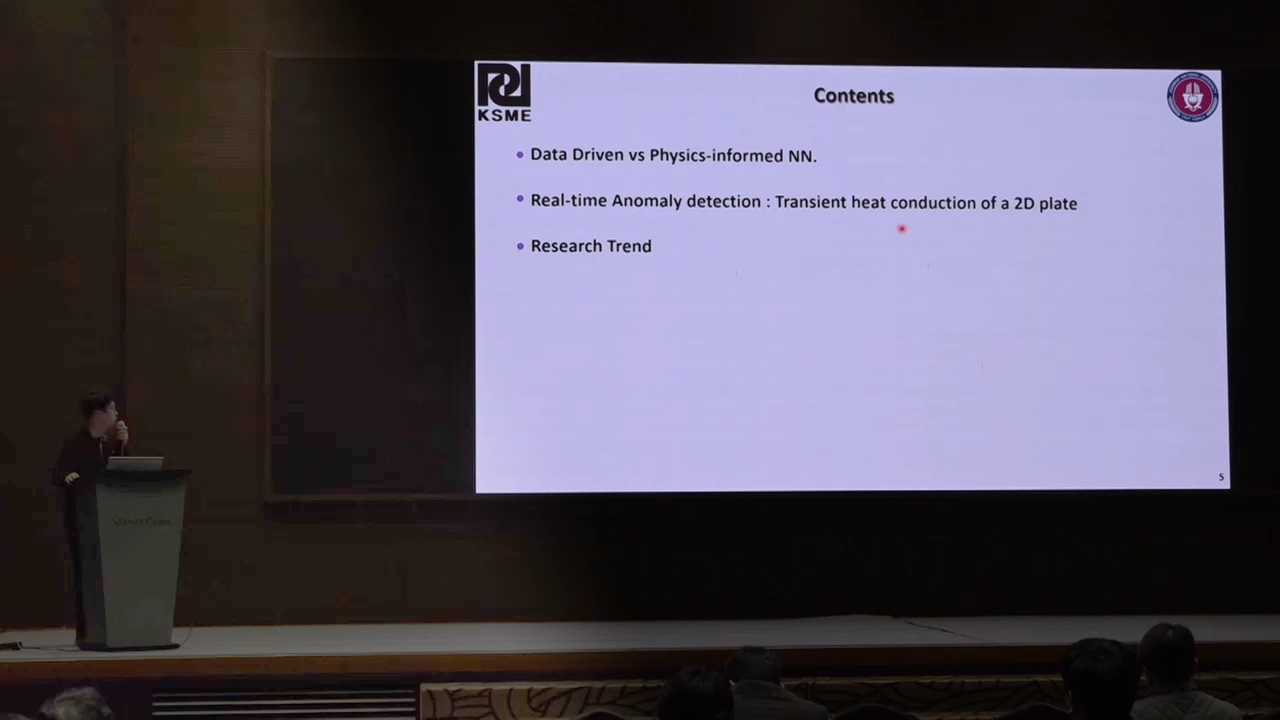 KSME
Contents
Data Driven vs Physics-informed NN.
Real-time Anomaly detection : Transient heat conduction of a 2D plate
Research Trend
5